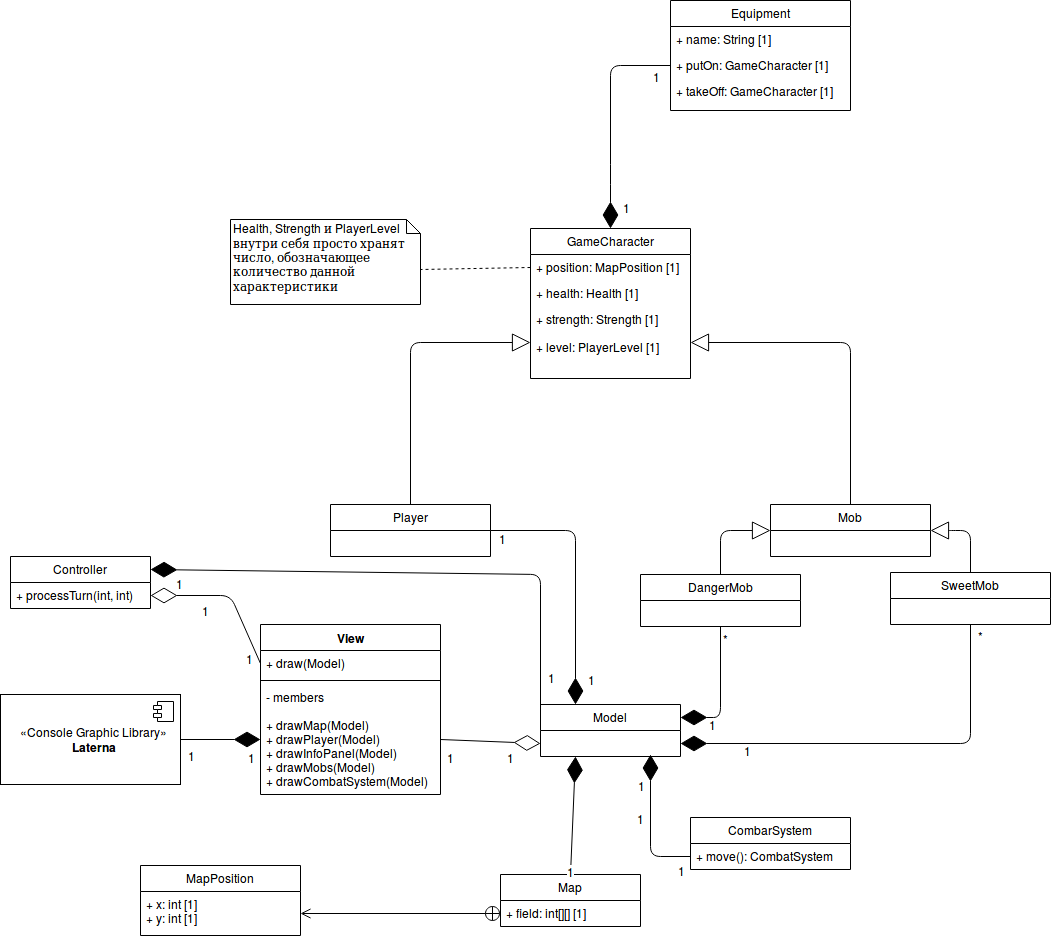 Equipment
+ name: String [1]
+ putOn: GameCharacter [1]
+ takeOff: GameCharacter [1]
1
1
Health, Strength и PlayerLevel
внутри себя просто хранят
число, обозначающее
количество данной
характеристики
GameCharacter
+ position: MapPosition [1]
+ health: Health [1]
+ strength: Strength [1]
+ level: PlayerLevel [1]
Player
1
Mob
Controller
+ processTurn(int, int)
1
1
1
DangerMob
*
SweetMob
*
View
+ draw(Model)
- members
+ drawMap(Model)
+ drawPlayer(Model)
+ drawInfoPanel(Model)
+ drawMobs(Model)
+ drawCombatSystem(Model)
«Console Graphic Library»
Laterna
1
1
1
1
1
1
Model
1
1
1
1
CombarSystem
+ move(): CombatSystem
1
MapPosition
+ x: int [1]
+ y: int [1]
1
Map
+ field: int[][] [1]